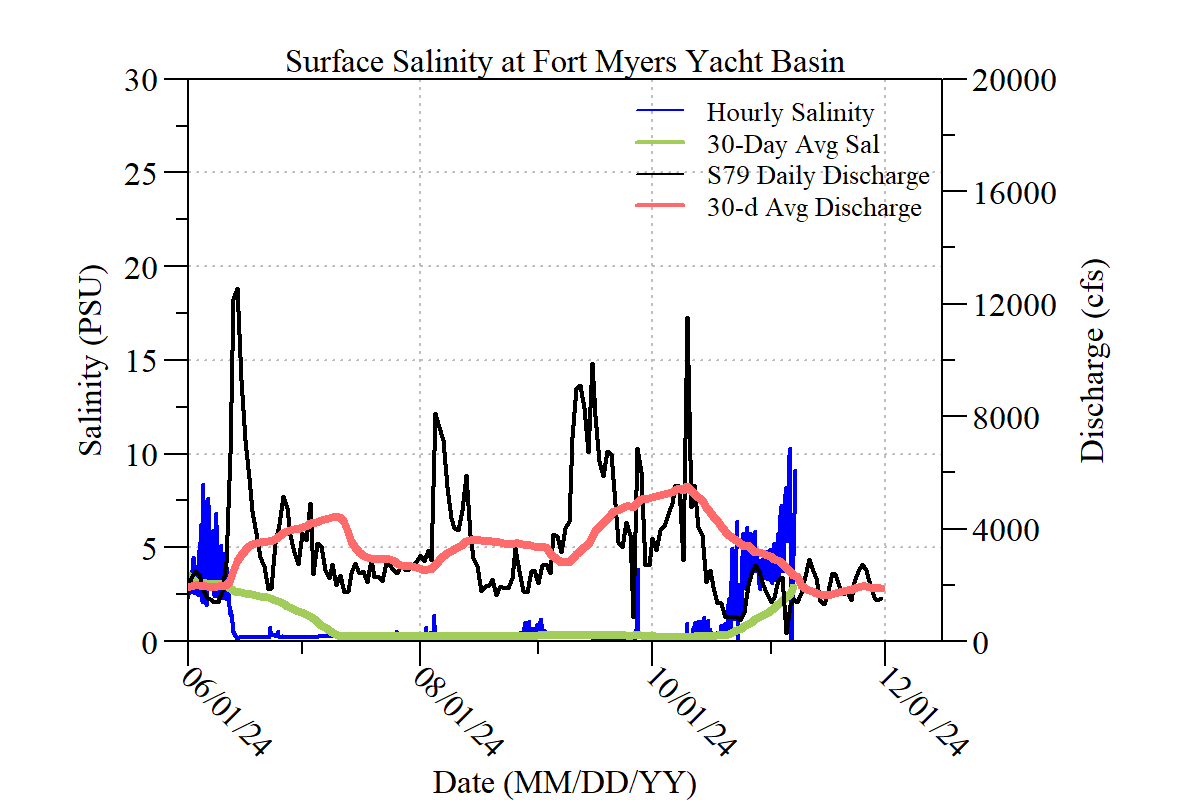 Surface Salinity at Fort Myers Yacht Basin
30
25
20
15
10
5
0
Salinity (PSU)
Hourly Salinity
30-Day Avg Sal
S79 Daily Discharge
30-d Avg Discharge
20000
16000
12000
8000
4000
0
Discharge (cfs)
06/01/24
08/01/24
10/01/24
12/01/24
Date (MM/DD/YY)